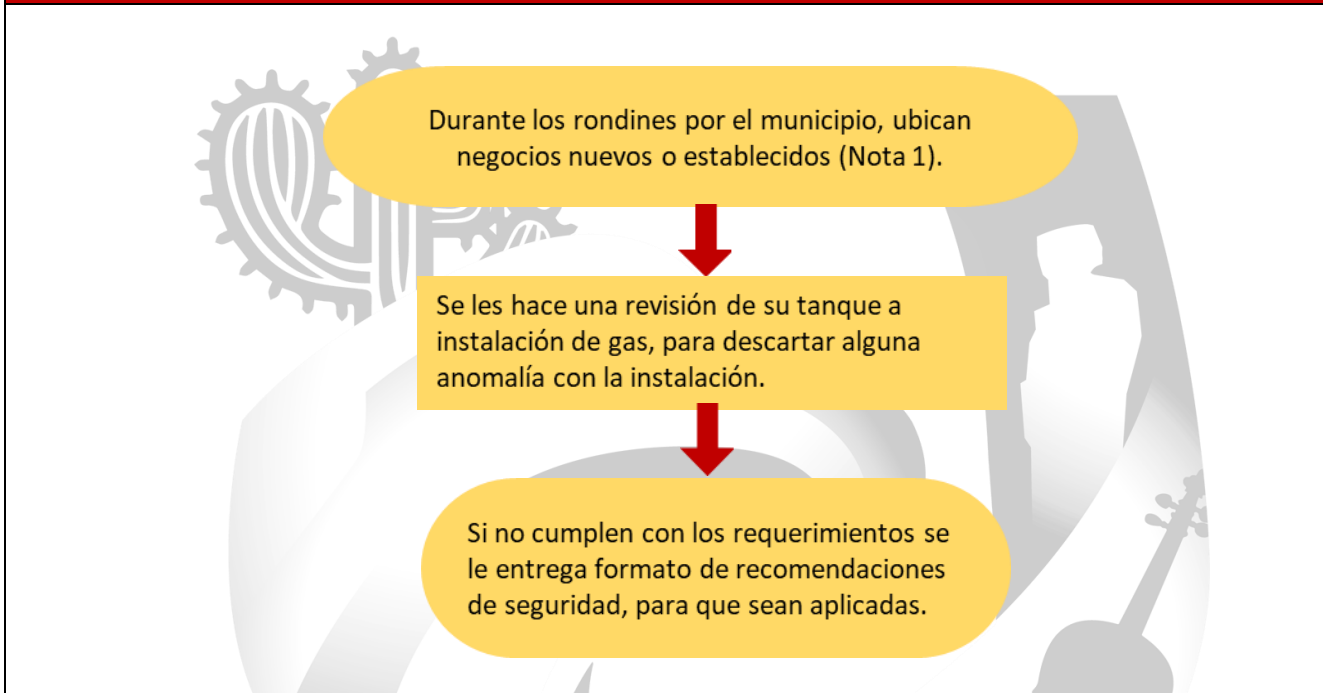 Durante los rondines por el municipio, ubican
negocios nuevos o establecidos (Nota 1).
Se les hace una revisión de su tanque a
instalación de gas, para descartar alguna
anomalía con la instalación.
Si no cumplen con los requerimientos se
le entrega formato de recomendaciones
de seguridad, para que sean aplicadas.